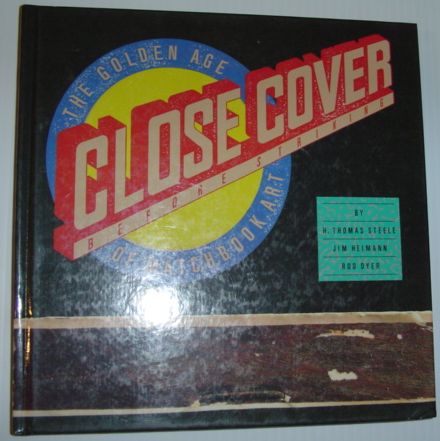 THE GOLDEN AGE
CLOSE COVER
BEFORE STRIKING
OF MATCHBOOK ART
BY
H. THOMAS STEELE
JIM HEIMANN
ROD DYER